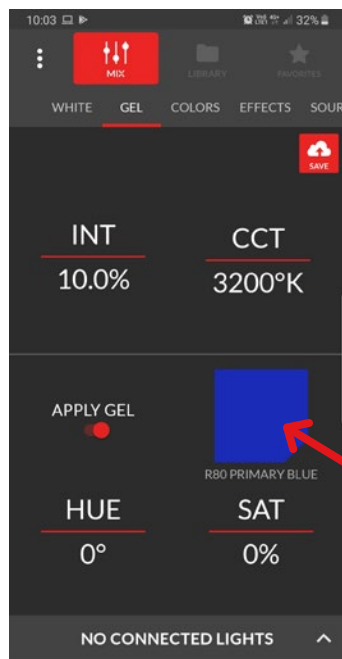 10:03 32%
MIX LIBRARY FAVORITES
WHITE GEL COLORS EFFECTS SOUR
SAVE
INT CCT
10.0% 3200°K
APPLY GEL
R80 PRIMARY BLUE
HUE SAT
0° 0%
NO CONNECTED LIGHTS